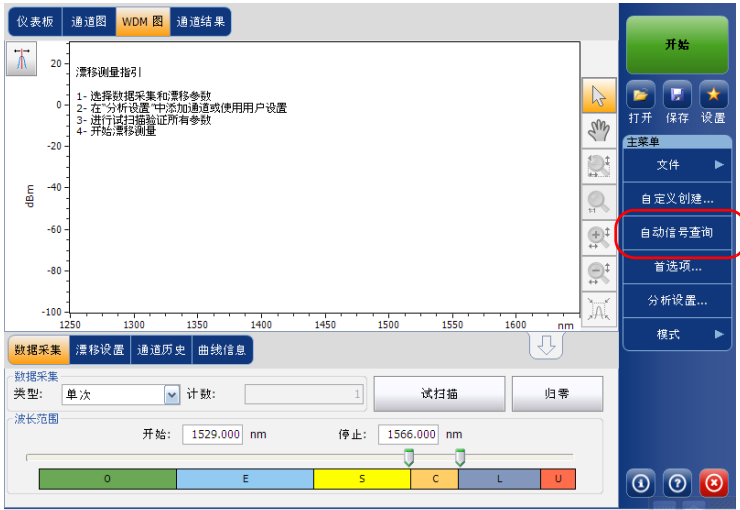 仪表板 通道图 WDM 图 通道结果
漂移测量指引
1- 选择数据采集和漂移参数
2- 在"分析设置"中添加通道或使用用户设置
3- 进行试扫描验证所有参数
4- 开始漂移测量
20
0
-20
-40
-60
-80
-100
dBm
1250 1300 1350 1400 1450 1500 1550 1600 nm
1:1
开始
打开 保存 设置
主菜单
文件
自定义创建...
自动信号查询
首选项...
分析设置...
模式
数据采集 漂移设置 通道历史 曲线信息
数据采集
类型: 单次 计数: 1 试扫描 归零
波长范围
开始: 1529.000 nm 停止: 1566.000 nm
O E S C L U